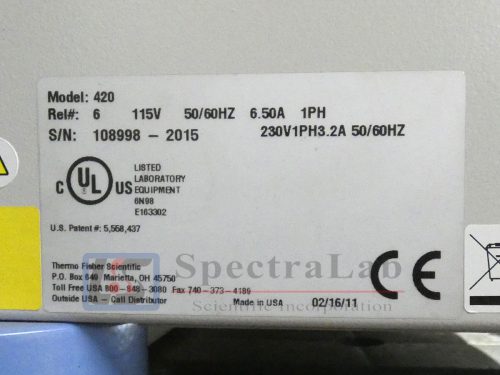 Model: 420
Rel#: 6 115V 50/60HZ 6.50A 1PH
S/N: 108998 - 2015 230V1PH3.2A 50/60HZ
C UL US
LISTED
LABORATORY
EQUIPMENT
6N98
E163302
U.S. Patent #: 5,568,437
Thermo Fisher Scientific
P.O. Box 649 Marietta, OH 45750
Toll Free USA 800-848-3080 Fax 740-373-4189
Outside USA - Call Distributor Made in USA 02/16/11
CE
SpectraLab
Scientific Incorporation